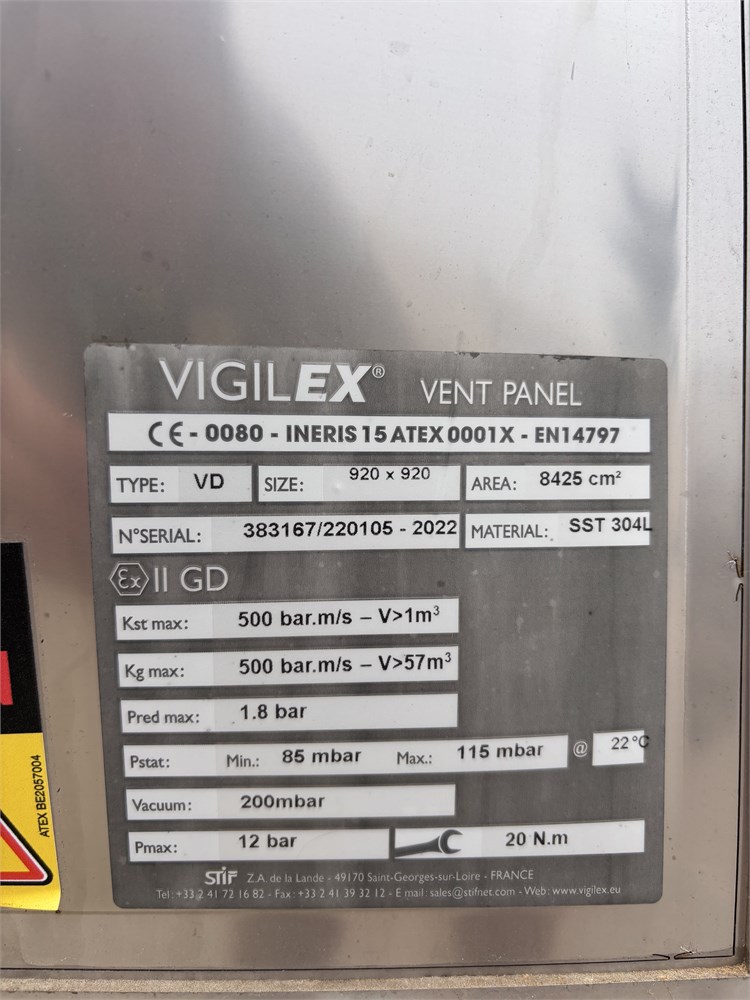 VIGILEX® VENT PANEL
CE - 0080 - INERIS 15 ATEX 0001X - EN14797
TYPE: VD SIZE: 920 x 920 AREA: 8425 cm²
N°SERIAL: 383167/220105 - 2022 MATERIAL: SST 304L
Ex II GD
Kst max: 500 bar.m/s – V>1m³
Kg max: 500 bar.m/s – V>57m³
Pred max: 1.8 bar
Pstat: Min.: 85 mbar Max.: 115 mbar @ 22°C
Vacuum: 200mbar
Pmax: 12 bar 20 N.m
STIF Z.A. de la Lande - 49170 Saint-Georges-sur-Loire - FRANCE
Tel : +33 2 41 72 16 82 - Fax : +33 2 41 39 32 12 - E mail : sales@stifnet.com - Web : www.vigilex.eu
ATEX BE2057004